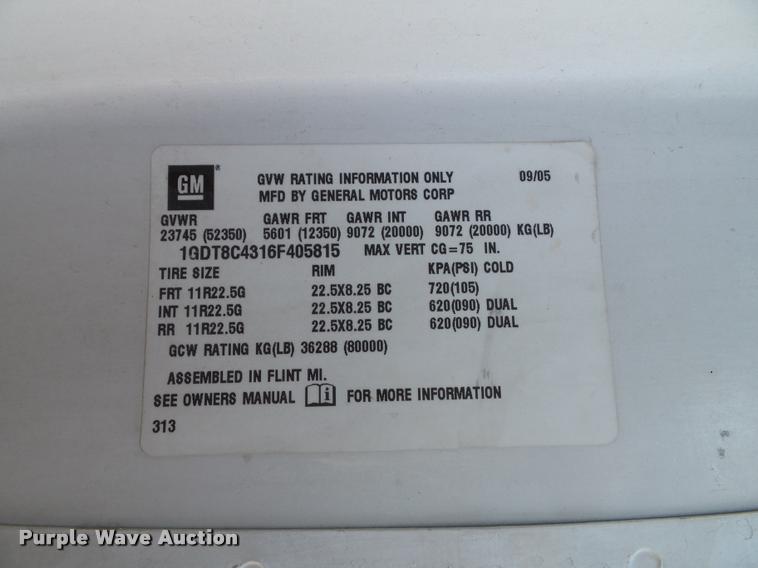 GM ® GVW RATING INFORMATION ONLY 09/05
MFD BY GENERAL MOTORS CORP
GVWR GAWR FRT GAWR INT GAWR RR
23745 (52350) 5601 (12350) 9072 (20000) 9072 (20000) KG(LB)
1GDT8C4316F405815 MAX VERT CG=75 IN.
TIRE SIZE RIM KPA(PSI) COLD
FRT 11R22.5G 22.5X8.25 BC 720(105)
INT 11R22.5G 22.5X8.25 BC 620(090) DUAL
RR 11R22.5G 22.5X8.25 BC 620(090) DUAL
GCW RATING KG(LB) 36288 (80000)
ASSEMBLED IN FLINT MI.
SEE OWNERS MANUAL i FOR MORE INFORMATION
313
Purple Wave Auction